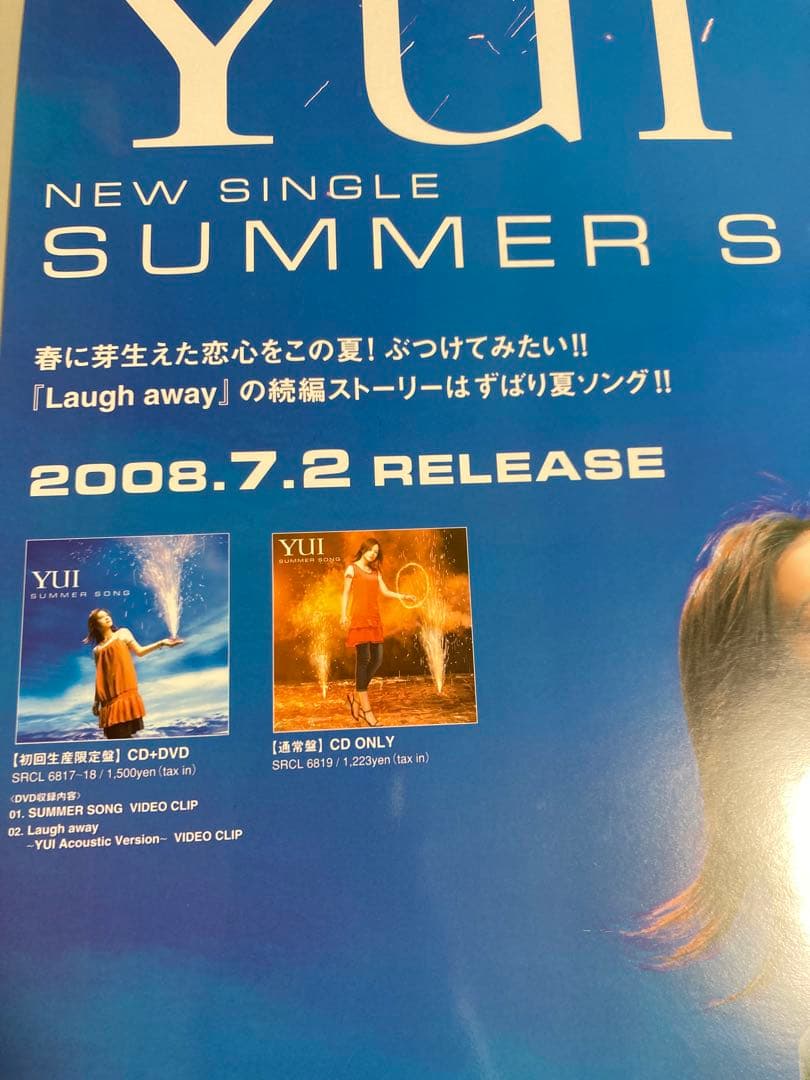 YUI
NEW SINGLE
SUMMER S
春に芽生えた恋心をこの夏！ぶつけてみたい!!
『Laugh away』の続編ストーリーはずばり夏ソング!!
2008.7.2 RELEASE
YUI
SUMMER SONG
YUI
SUMMER SONG
【初回生産限定盤】CD+DVD
SRCL 6817~18 / 1,500yen（tax in）
〈DVD収録内容〉
01. SUMMER SONG VIDEO CLIP
02. Laugh away
~YUI Acoustic Version~ VIDEO CLIP
【通常盤】CD ONLY
SRCL 6819 / 1,223yen（tax in）